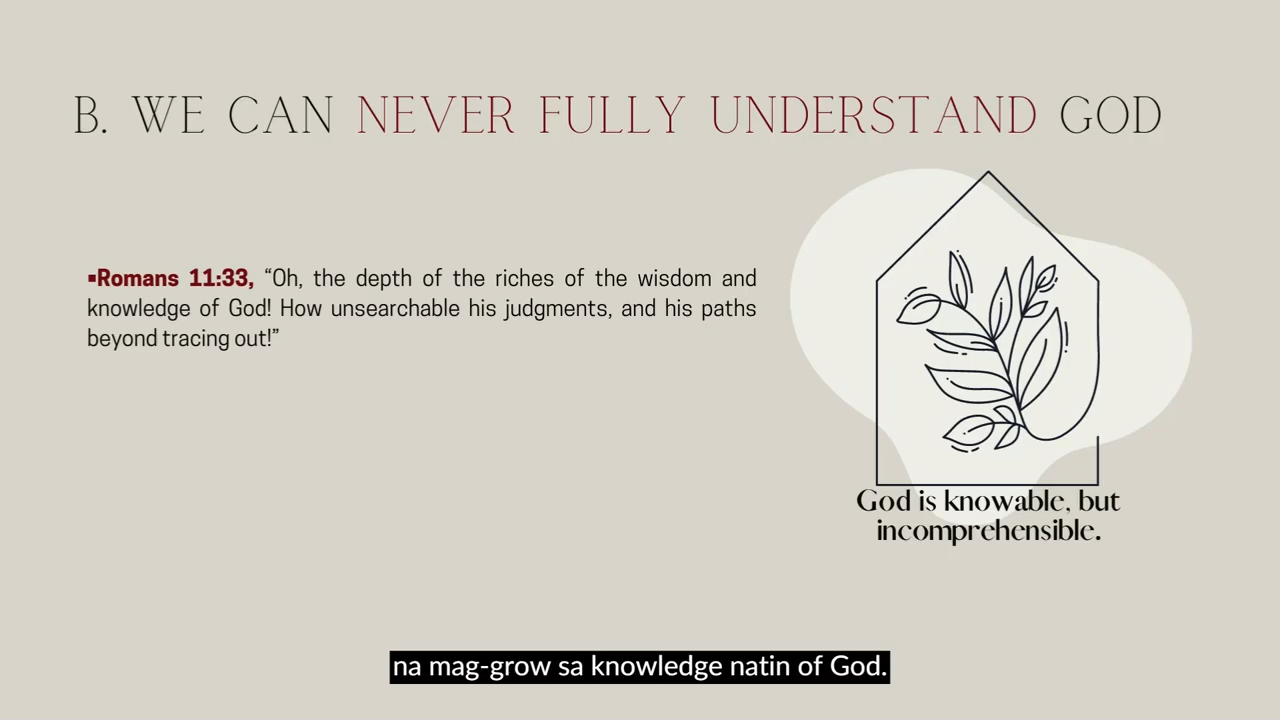 B. WE CAN NEVER FULLY UNDERSTAND GOD
▪Romans 11:33, “Oh, the depth of the riches of the wisdom and
knowledge of God! How unsearchable his judgments, and his paths
beyond tracing out!”
God is knowable, but
incomprehensible.
na mag-grow sa knowledge natin of God.